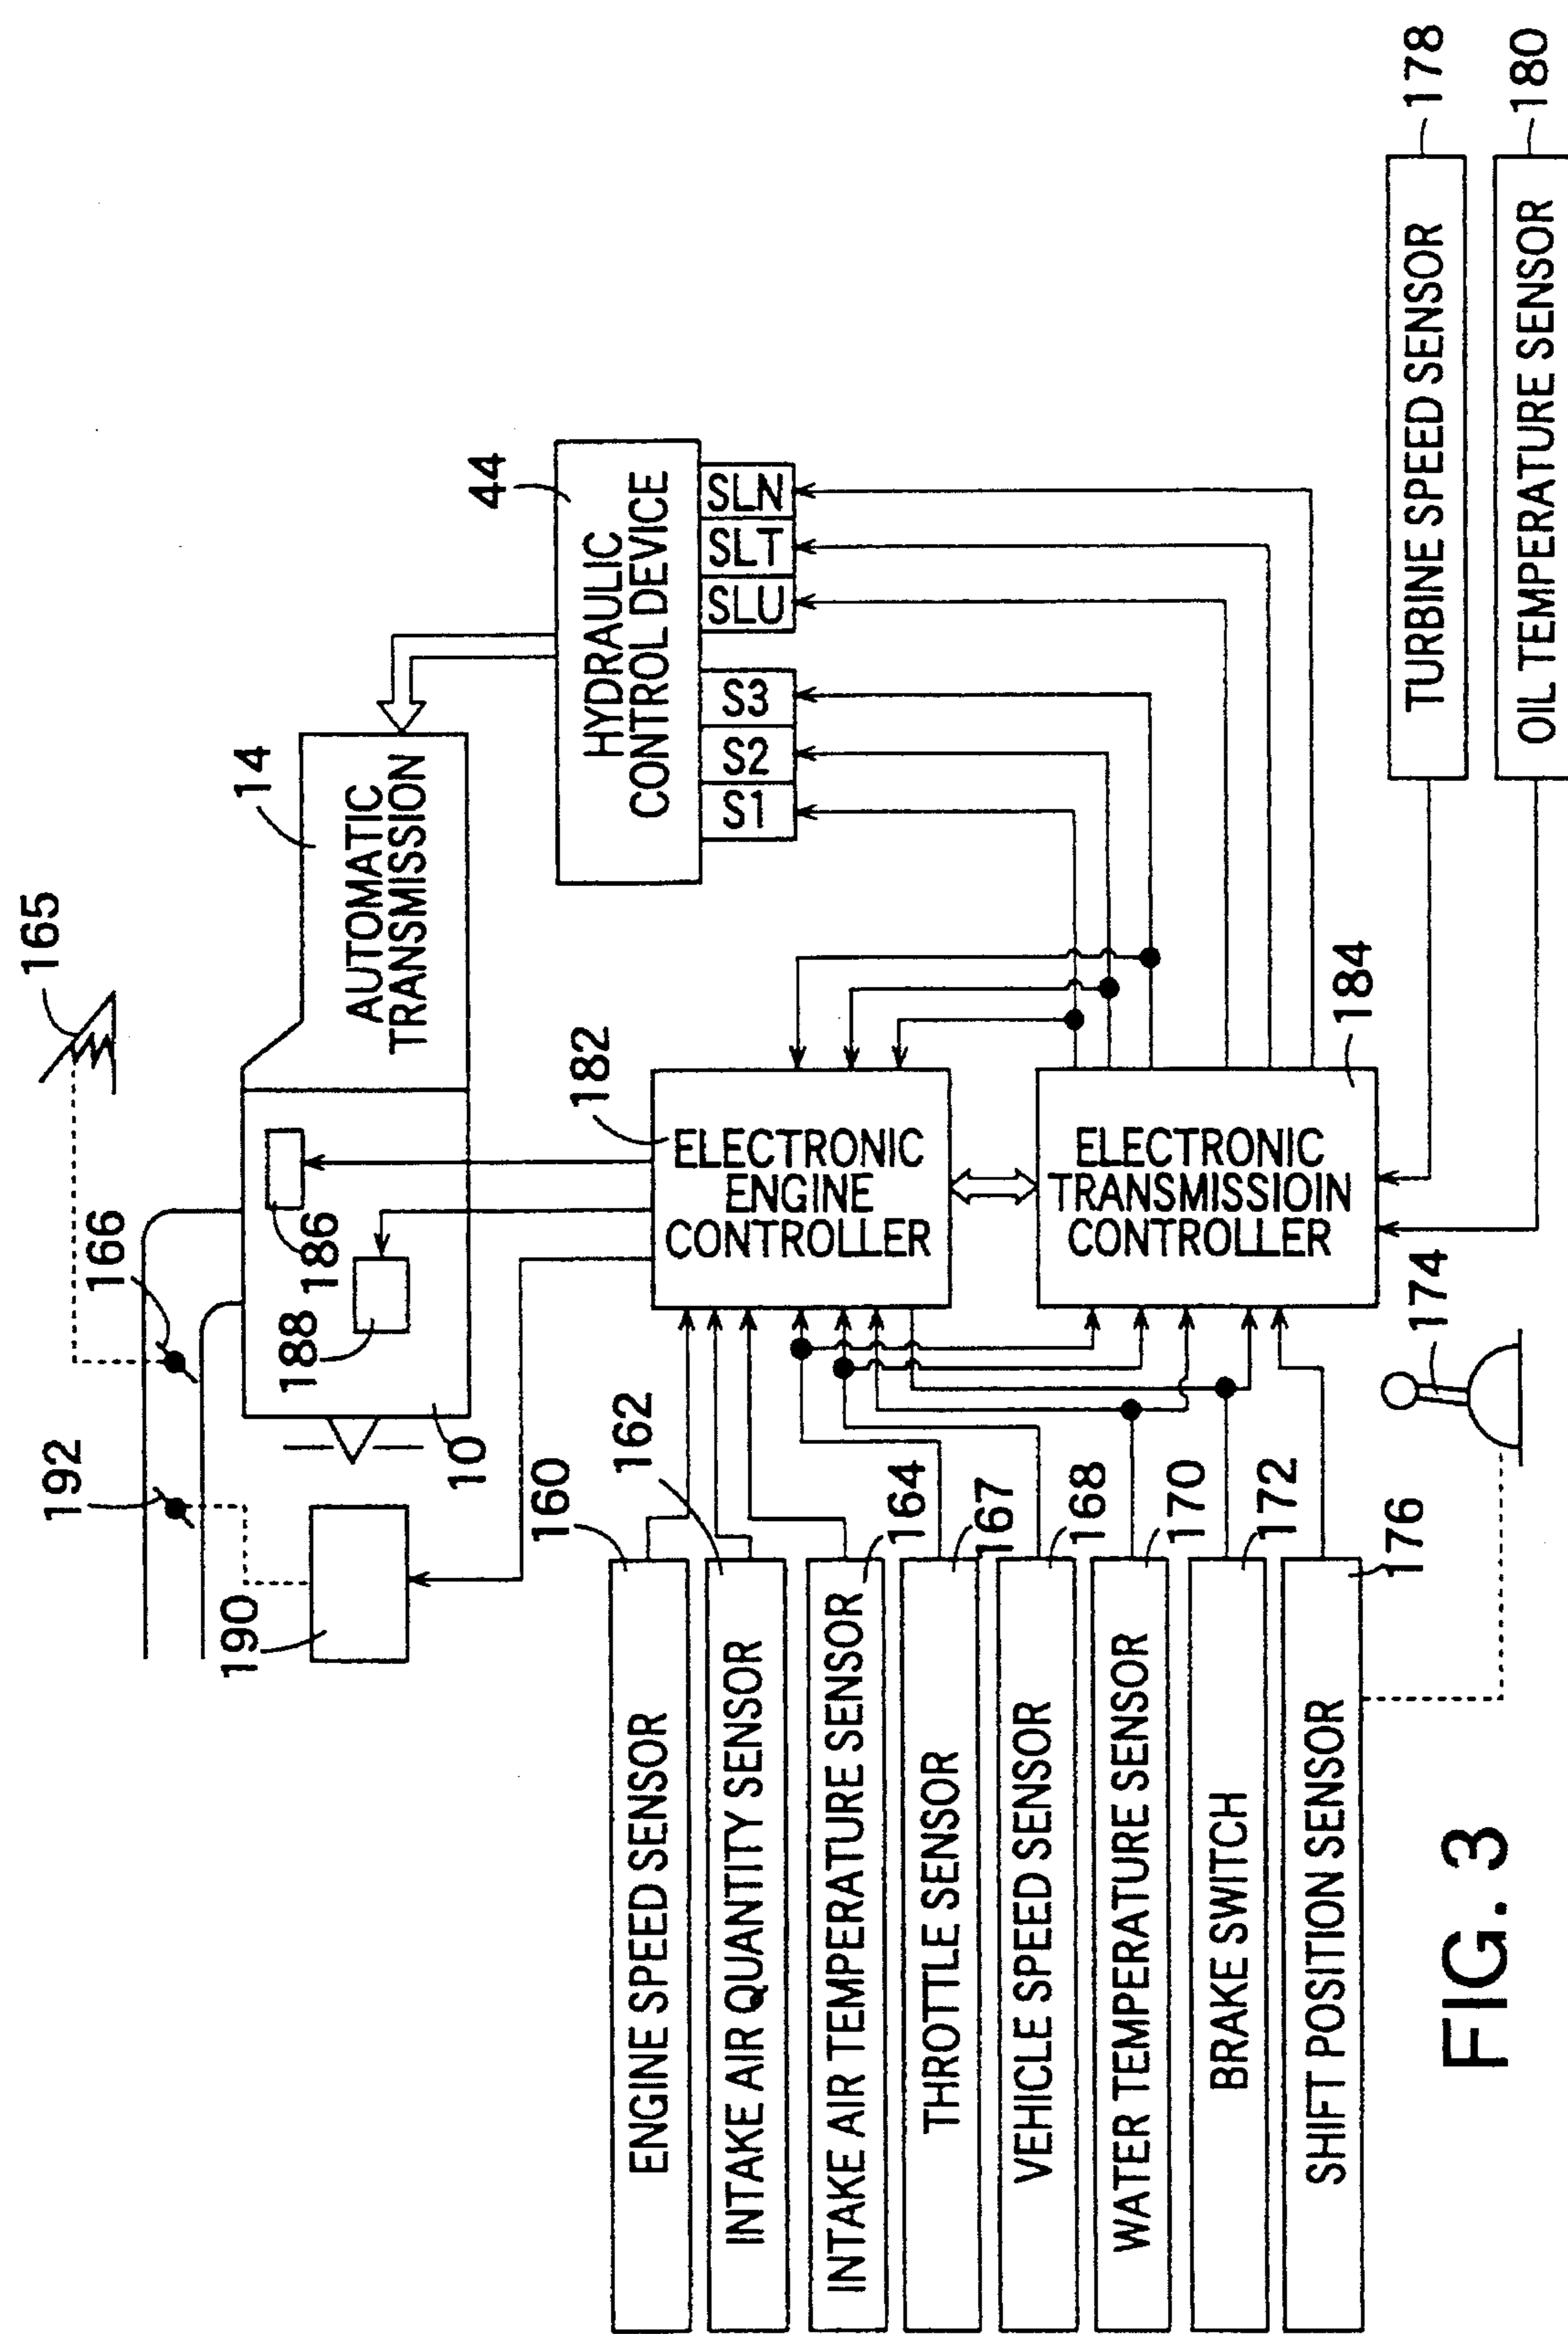 165
166
192
14
AUTOMATIC
TRANSMISSION
186
188
10
190
44
HYDRAULIC
CONTROL DEVICE
S1
S2
S3
SLU
SLT
SLN
182
ELECTRONIC
ENGINE
CONTROLLER
184
ELECTRONIC
TRANSMISSIOIN
CONTROLLER
160
ENGINE SPEED SENSOR
162
INTAKE AIR QUANTITY SENSOR
164
INTAKE AIR TEMPERATURE SENSOR
167
THROTTLE SENSOR
168
VEHICLE SPEED SENSOR
170
WATER TEMPERATURE SENSOR
172
BRAKE SWITCH
176
SHIFT POSITION SENSOR
174
178
TURBINE SPEED SENSOR
180
OIL TEMPERATURE SENSOR
FIG. 3